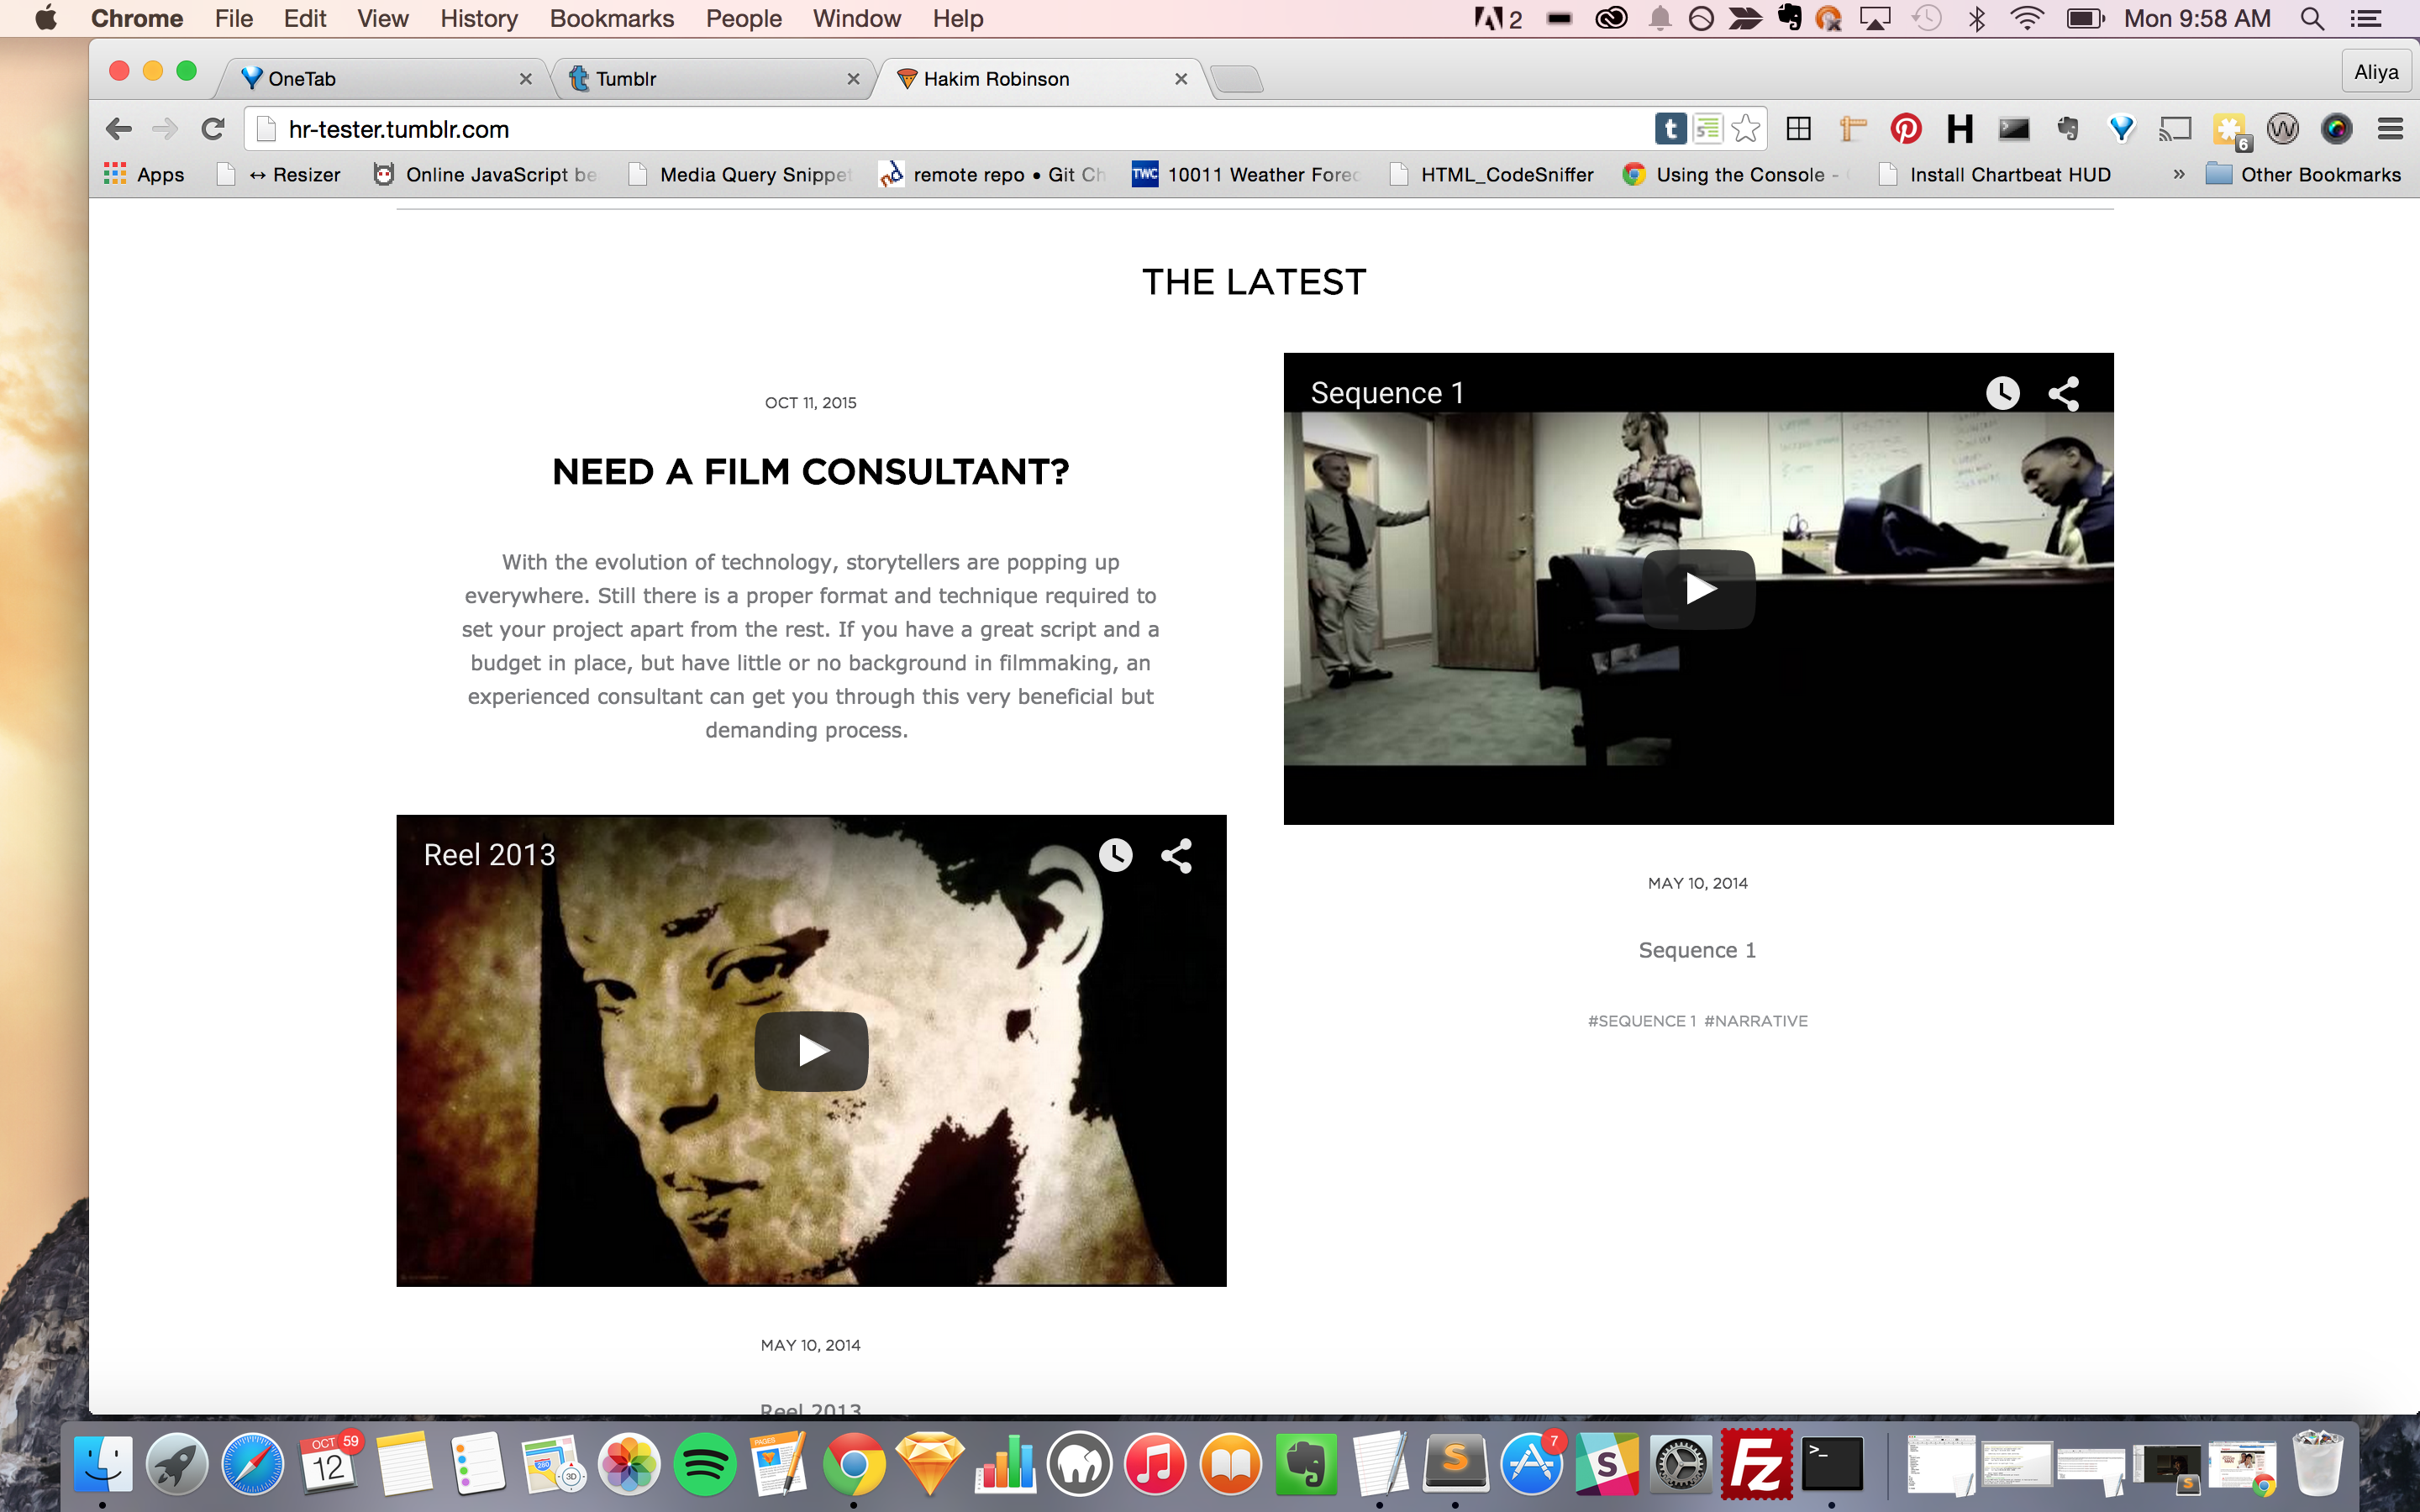 Chrome File Edit View History Bookmarks People Window Help
2 Mon 9:58 AM
OneTab
Tumblr
Hakim Robinson
Aliya
hr-tester.tumblr.com
6
Apps
↔ Resizer
Online JavaScript be
Media Query Snippet
remote repo • Git Ch
TWC 10011 Weather Forec
HTML_CodeSniffer
Using the Console -
Install Chartbeat HUD
»
Other Bookmarks
THE LATEST
OCT 11, 2015
NEED A FILM CONSULTANT?
With the evolution of technology, storytellers are popping up
everywhere. Still there is a proper format and technique required to
set your project apart from the rest. If you have a great script and a
budget in place, but have little or no background in filmmaking, an
experienced consultant can get you through this very beneficial but
demanding process.
Reel 2013
MAY 10, 2014
Reel 2013
Sequence 1
MAY 10, 2014
Sequence 1
#SEQUENCE 1 #NARRATIVE
OCT 59
12
3D
PAGES
7
S
S
Fz
>_